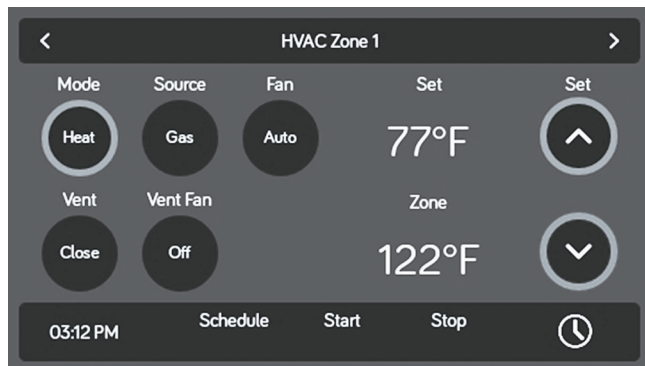 HVAC Zone 1
Mode Source Fan Set Set
Heat Gas Auto 77°F
Vent Vent Fan Zone
Close Off 122°F
03:12 PM Schedule Start Stop